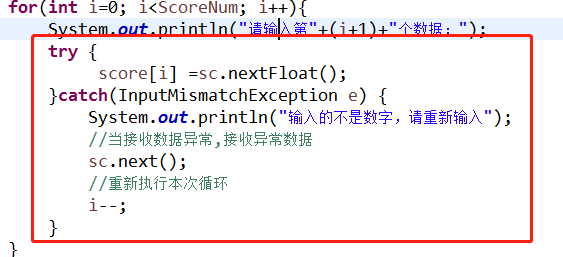 for(int i=0; i<ScoreNum; i++){
System.out.println("请输入第"+(i+1)+"个数据：");
try {
score[i] =sc.nextFloat();
}catch(InputMismatchException e) {
System.out.println("输入的不是数字，请重新输入");
//当接收数据异常,接收异常数据
sc.next();
//重新执行本次循环
i--;
}
}